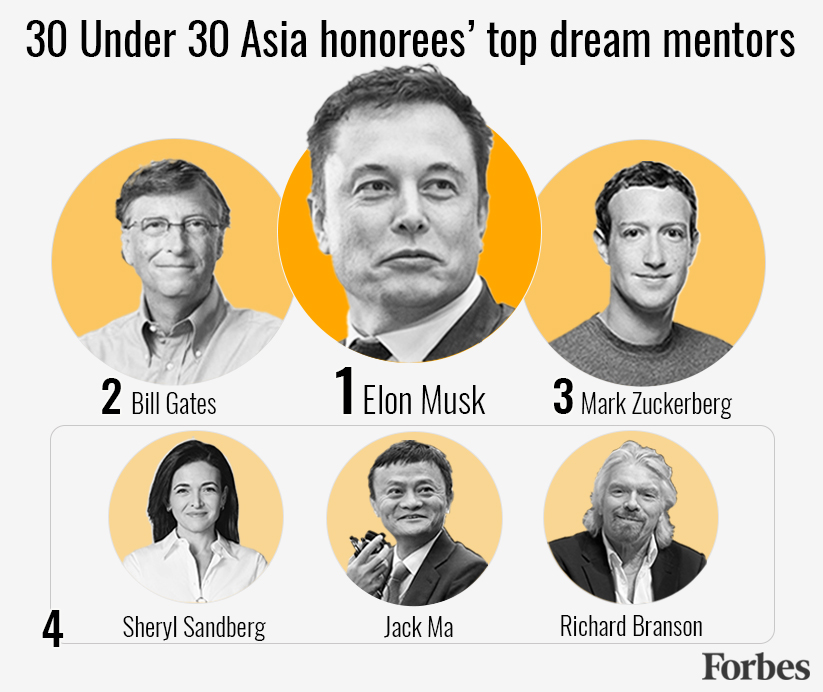 30 Under 30 Asia honorees’ top dream mentors
2 Bill Gates
1 Elon Musk
3 Mark Zuckerberg
4
Sheryl Sandberg
Jack Ma
Richard Branson
Forbes